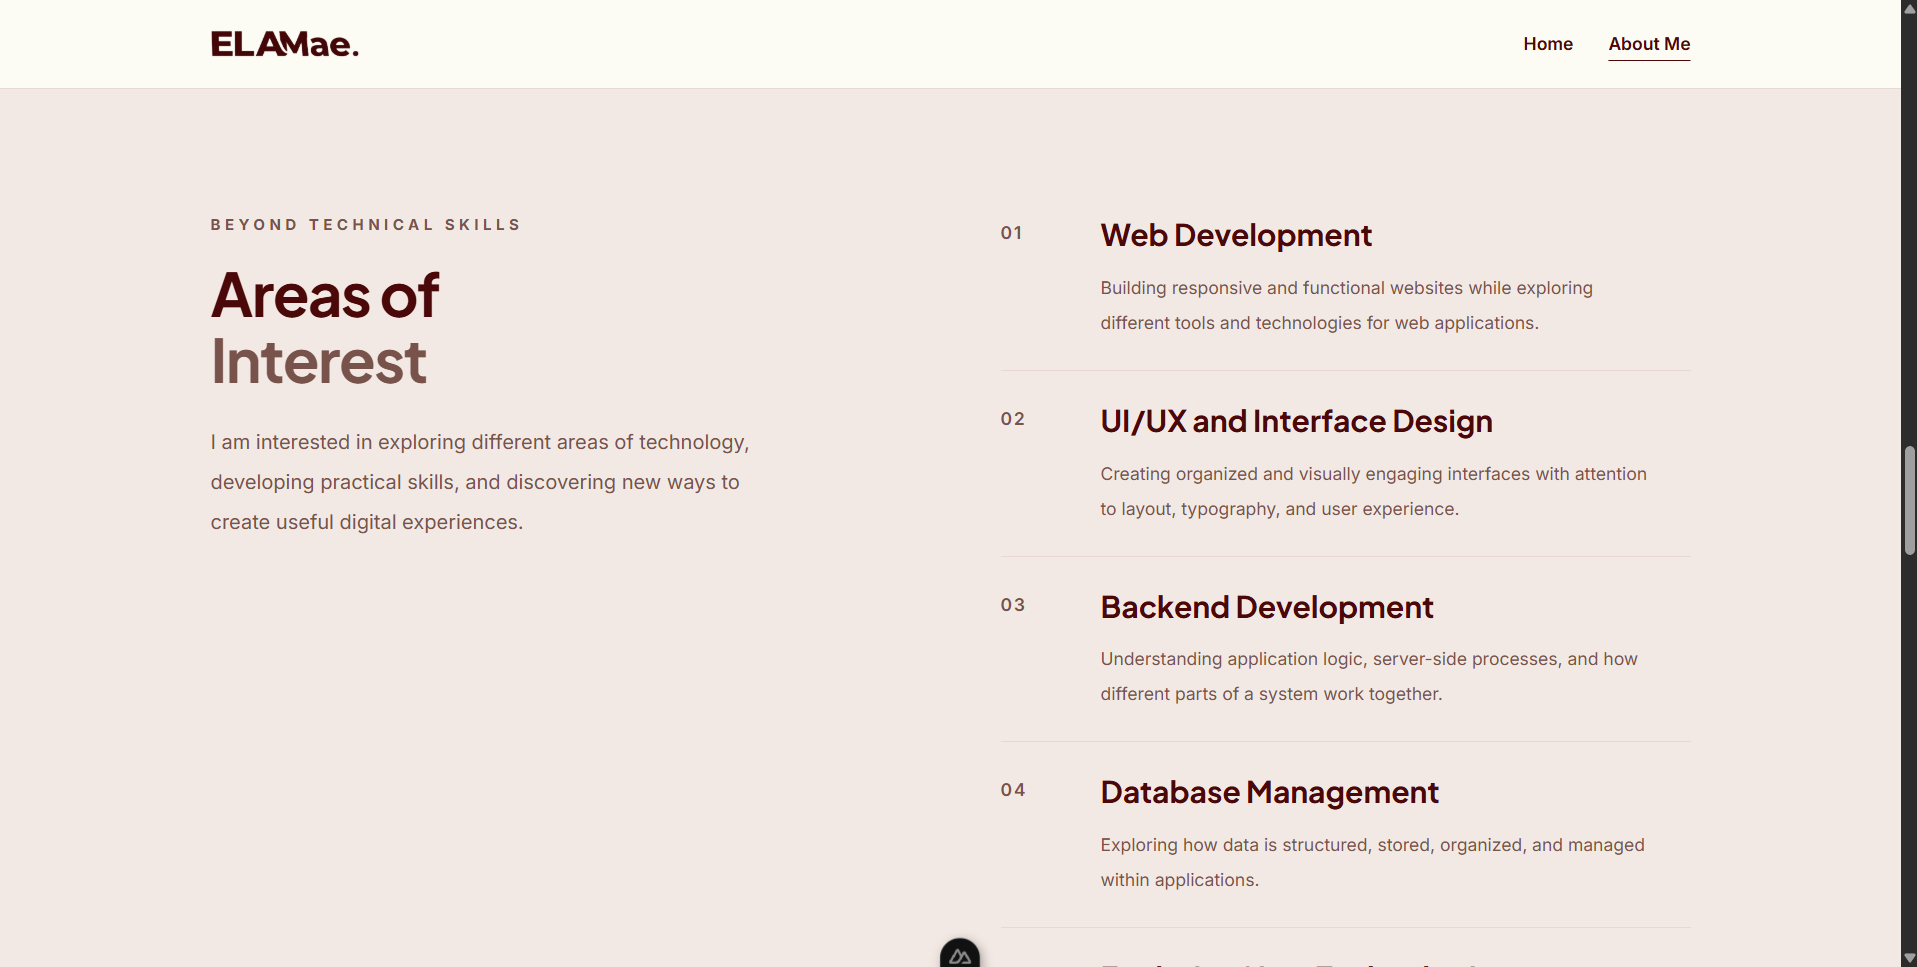 ELAMae.
Home
About Me
BEYOND TECHNICAL SKILLS
Areas of
Interest
I am interested in exploring different areas of technology,
developing practical skills, and discovering new ways to
create useful digital experiences.
01
Web Development
Building responsive and functional websites while exploring
different tools and technologies for web applications.
02
UI/UX and Interface Design
Creating organized and visually engaging interfaces with attention
to layout, typography, and user experience.
03
Backend Development
Understanding application logic, server-side processes, and how
different parts of a system work together.
04
Database Management
Exploring how data is structured, stored, organized, and managed
within applications.